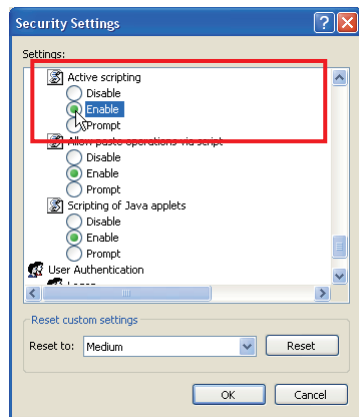 Security Settings
Settings:
Active scripting
Disable
Enable
Prompt
Allow paste operations via script
Disable
Enable
Prompt
Scripting of Java applets
Disable
Enable
Prompt
User Authentication
Logon
Reset custom settings
Reset to: Medium Reset
OK Cancel